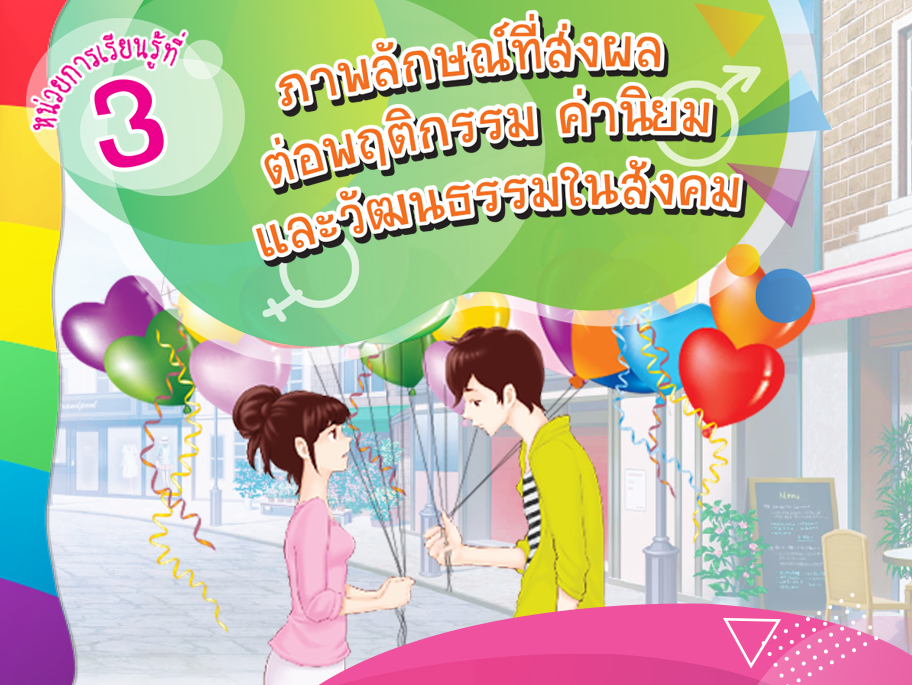 หน่วยการเรียนรู้ที่
3
ภาพลักษณ์ที่ส่งผล
ต่อพฤติกรรม ค่านิยม
และวัฒนธรรมในสังคม
Menu